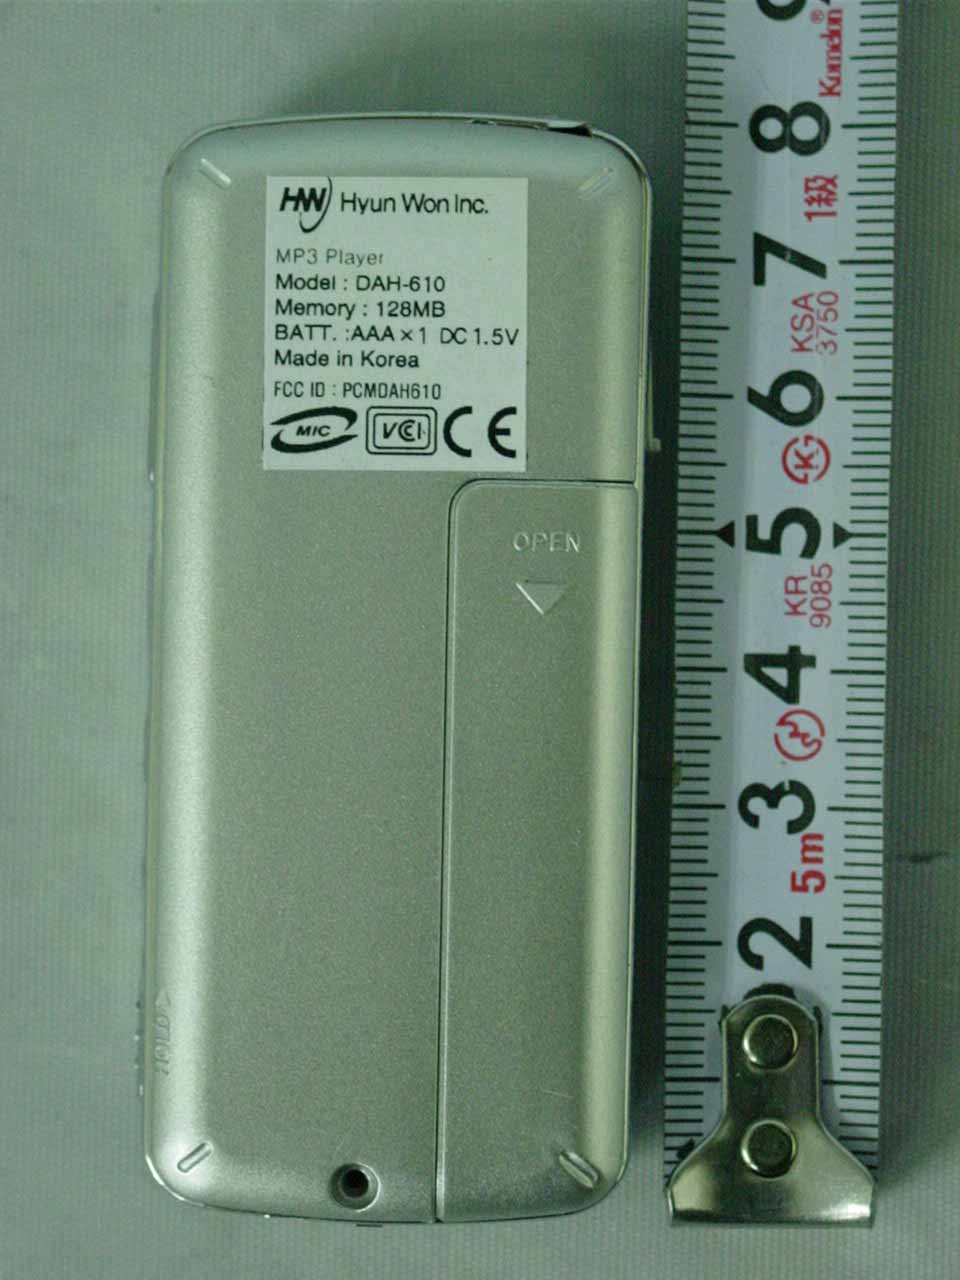 HW Hyun Won Inc.
MP3 Player
Model : DAH-610
Memory : 128MB
BATT. :AAA×1 DC 1.5V
Made in Korea
FCC ID : PCMDAH610
MIC VCCI CE
OPEN
HOLD
9
Komelon®
8
1級
7
KSA
3750
6
K
5
KR
9085
4
3
5m
2